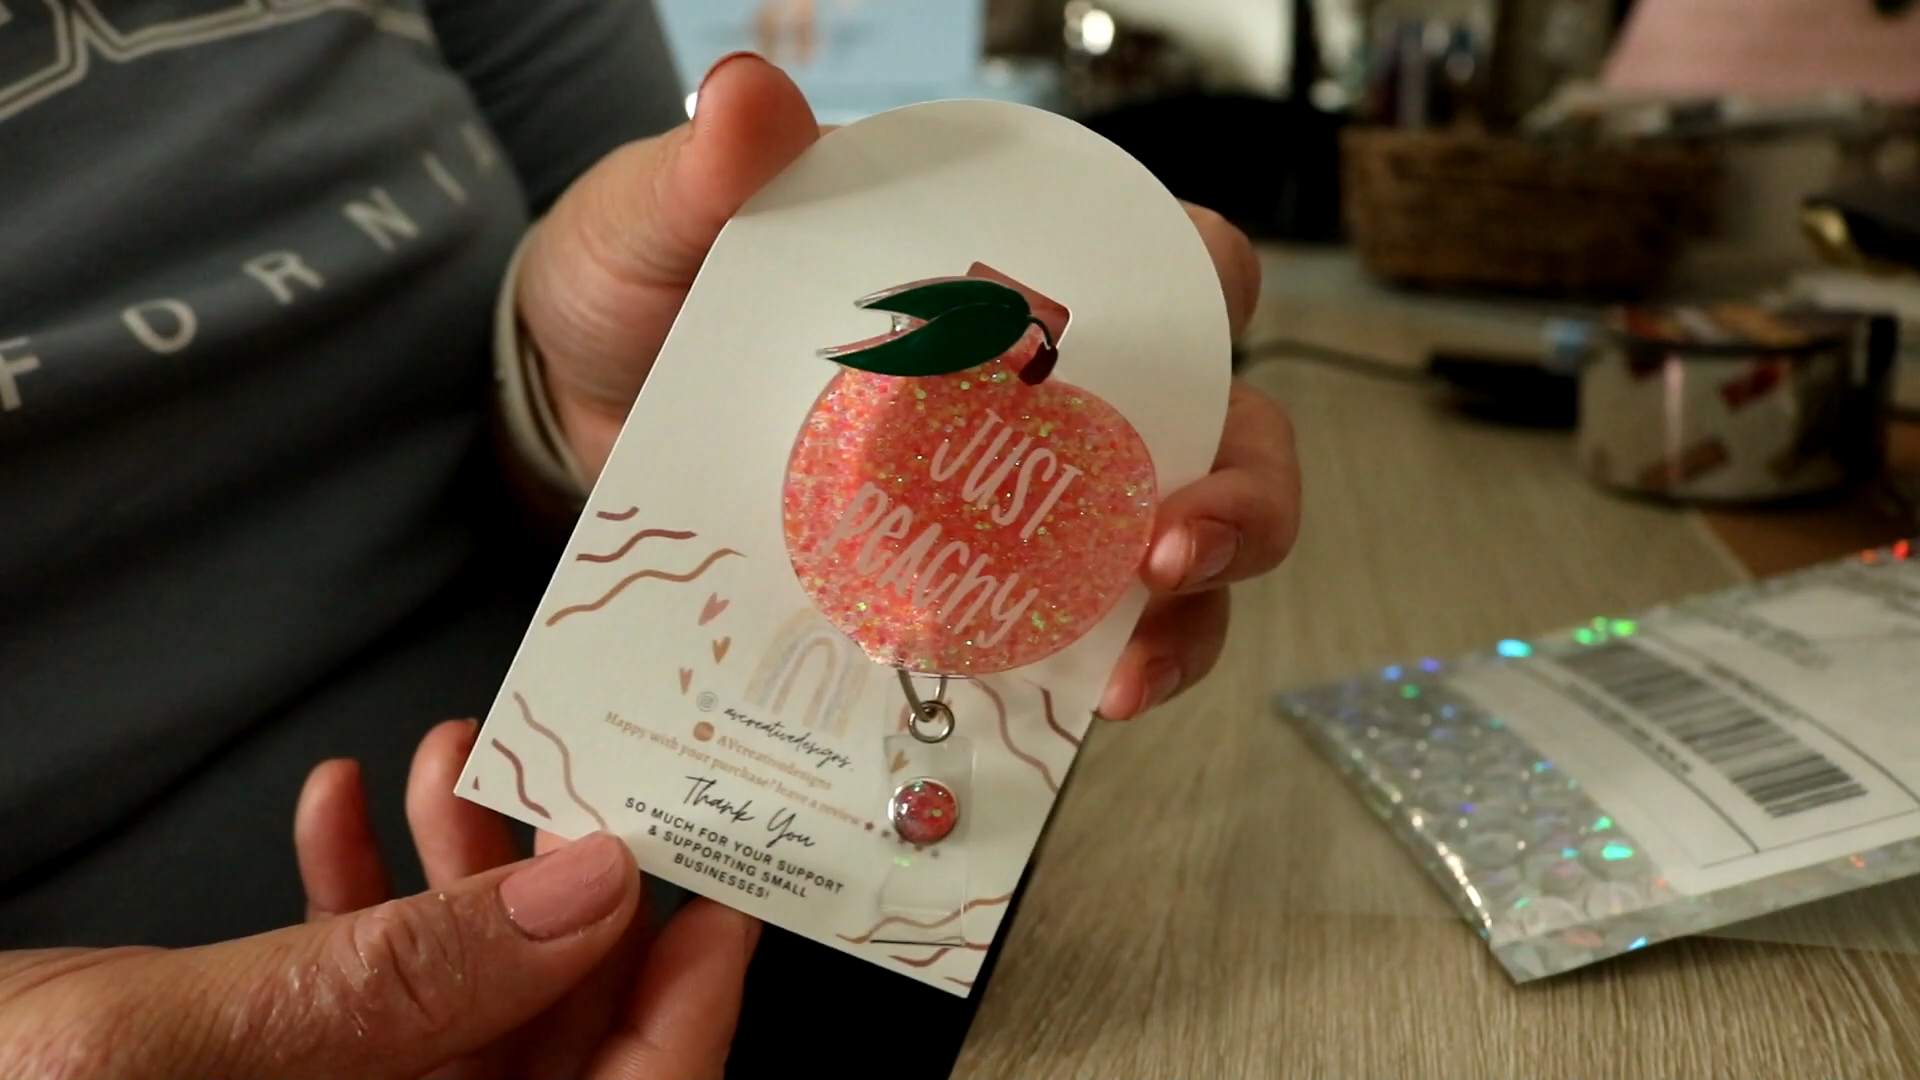 FORNI
JUST
PEACHY
@ avcreativedesigns.
AVcreativedesigns
Happy with your purchase? leave a review
Thank You
SO MUCH FOR YOUR SUPPORT
& SUPPORTING SMALL
BUSINESSES!